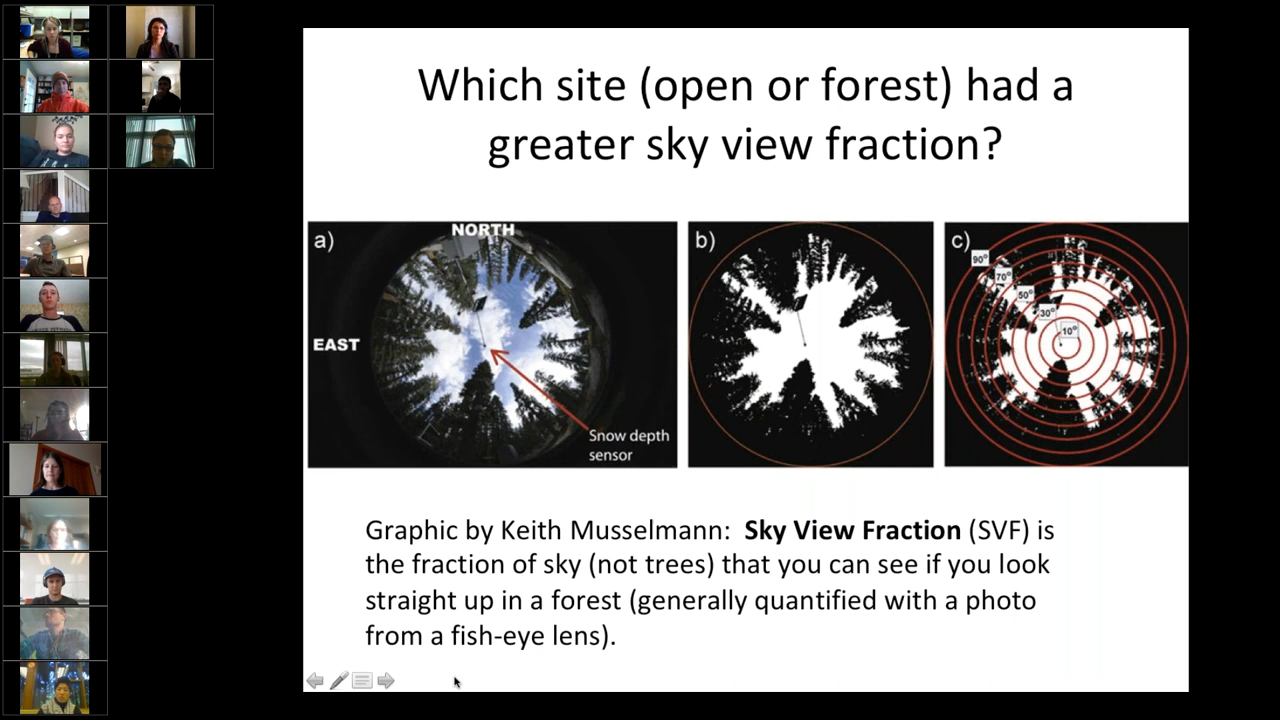 Which site (open or forest) had a
greater sky view fraction?
a)
NORTH
EAST
Snow depth
sensor
b)
c)
90°
70°
50°
30°
10°
Graphic by Keith Musselmann:  Sky View Fraction (SVF) is
the fraction of sky (not trees) that you can see if you look
straight up in a forest (generally quantified with a photo
from a fish-eye lens).